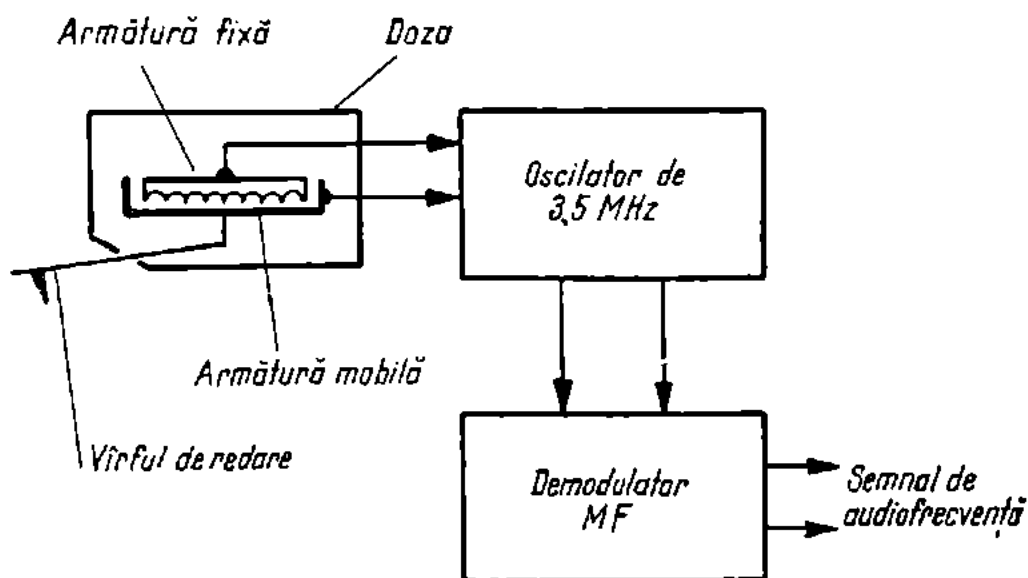 Armătură fixă
Doza
Oscilator de
3,5 MHz
Armătură mobilă
Vîrful de redare
Demodulator
MF
Semnal de
audiofrecvență